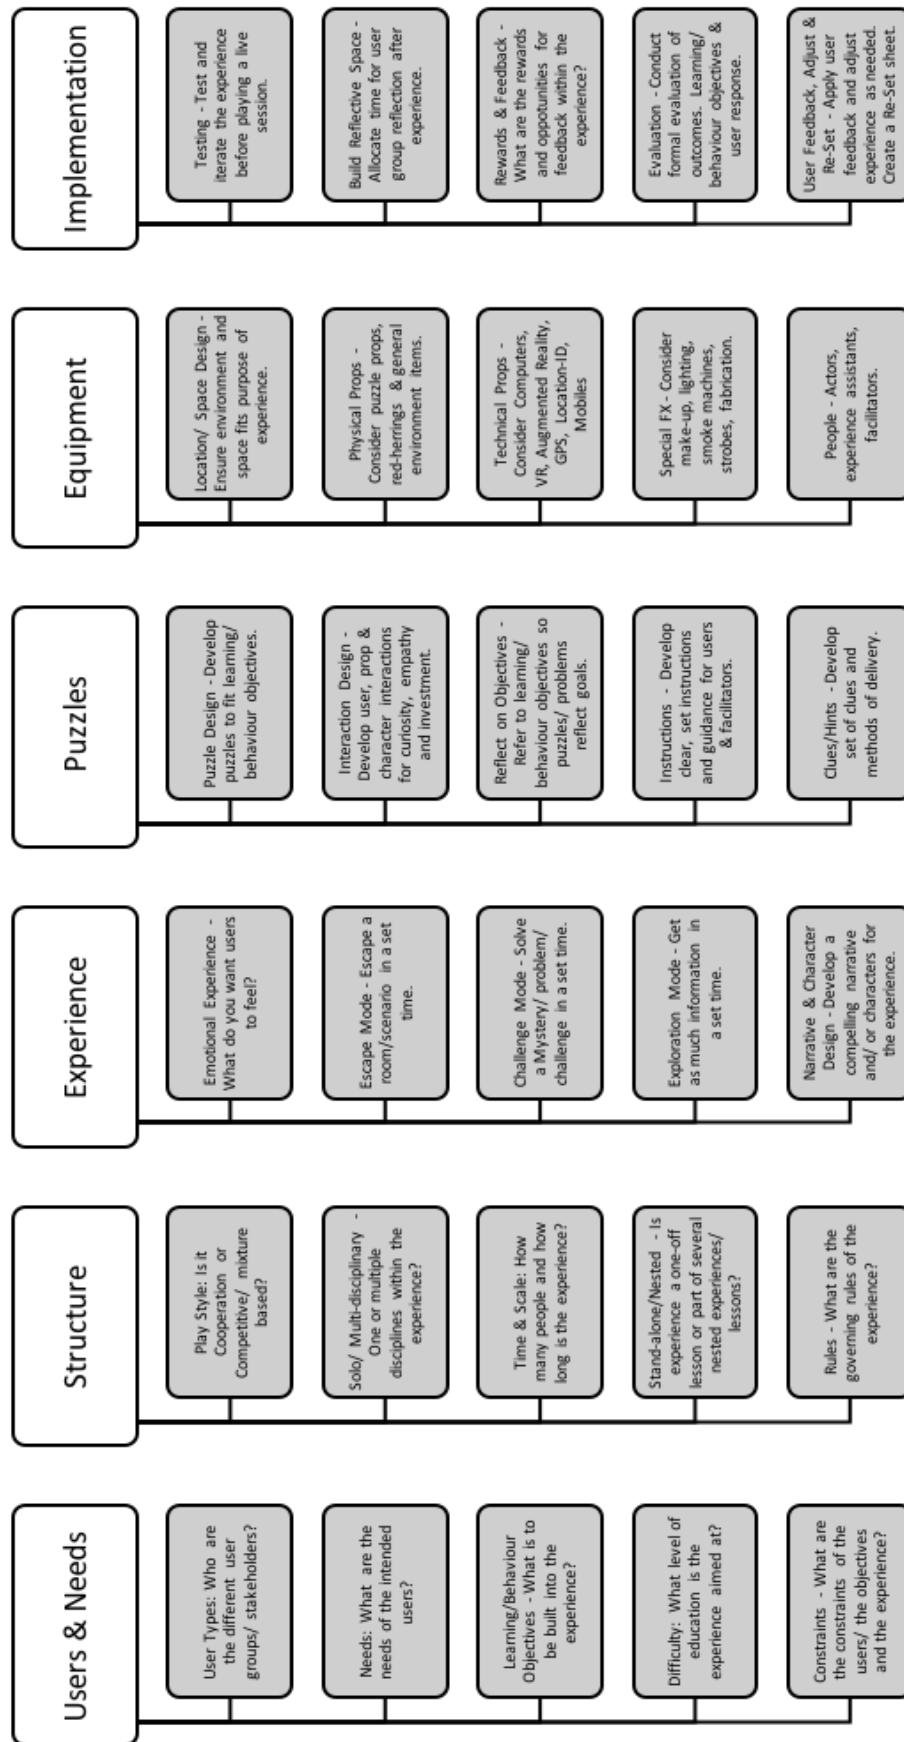 Users & Needs
User Types: Who are
the different user
groups/ stakeholders?
Needs: What are the
needs of the intended
users?
Learning/Behaviour
Objectives - What is to
be built into the
experience?
Difficulty: What level of
education is the
experience aimed at?
Constraints - What are
the constraints of the
users/ the objectives
and the experience?
Structure
Play Style: Is it
Cooperation or
Competitive/ mixture
based?
Solo/ Multi-disciplinary -
One or multiple
disciplines within the
experience?
Time & Scale: How
many people and how
long is the experience?
Stand-alone/Nested - Is
experience a one-off
lesson or part of several
nested experiences/
lessons?
Rules - What are the
governing rules of the
experience?
Experience
Emotional Experience -
What do you want users
to feel?
Escape Mode - Escape a
room/scenario in a set
time.
Challenge Mode - Solve
a Mystery/ problem/
challenge in a set time.
Exploration Mode - Get
as much information in
a set time.
Narrative & Character
Design - Develop a
compelling narrative
and/ or characters for
the experience.
Puzzles
Puzzle Design - Develop
puzzles to fit learning/
behaviour objectives.
Interaction Design -
Develop user, prop &
character interactions
for curiosity, empathy
and investment.
Reflect on Objectives -
Refer to learning/
behaviour objectives so
puzzles/ problems
reflect goals.
Instructions - Develop
clear, set instructions
and guidance for users
& facilitators.
Clues/Hints - Develop
set of clues and
methods of delivery.
Equipment
Location/ Space Design -
Ensure environment and
space fits purpose of
experience.
Physical Props -
Consider puzzle props,
red-herrings & general
environment items.
Technical Props -
Consider Computers,
VR, Augmented Reality,
GPS, Location-ID,
Mobiles
Special FX - Consider
make-up, lighting,
smoke machines,
strobes, fabrication.
People - Actors,
experience assistants,
facilitators.
Implementation
Testing - Test and
iterate the experience
before playing a live
session.
Build Reflective Space -
Allocate time for user
group reflection after
experience.
Rewards & Feedback -
What are the rewards
and oppotunities for
feedback within the
experience?
Evaluation - Conduct
formal evaluation of
outcomes. Learning/
behaviour objectives &
user response.
User Feedback, Adjust &
Re-Set - Apply user
feedback and adjust
experience as needed.
Create a Re-Set sheet.